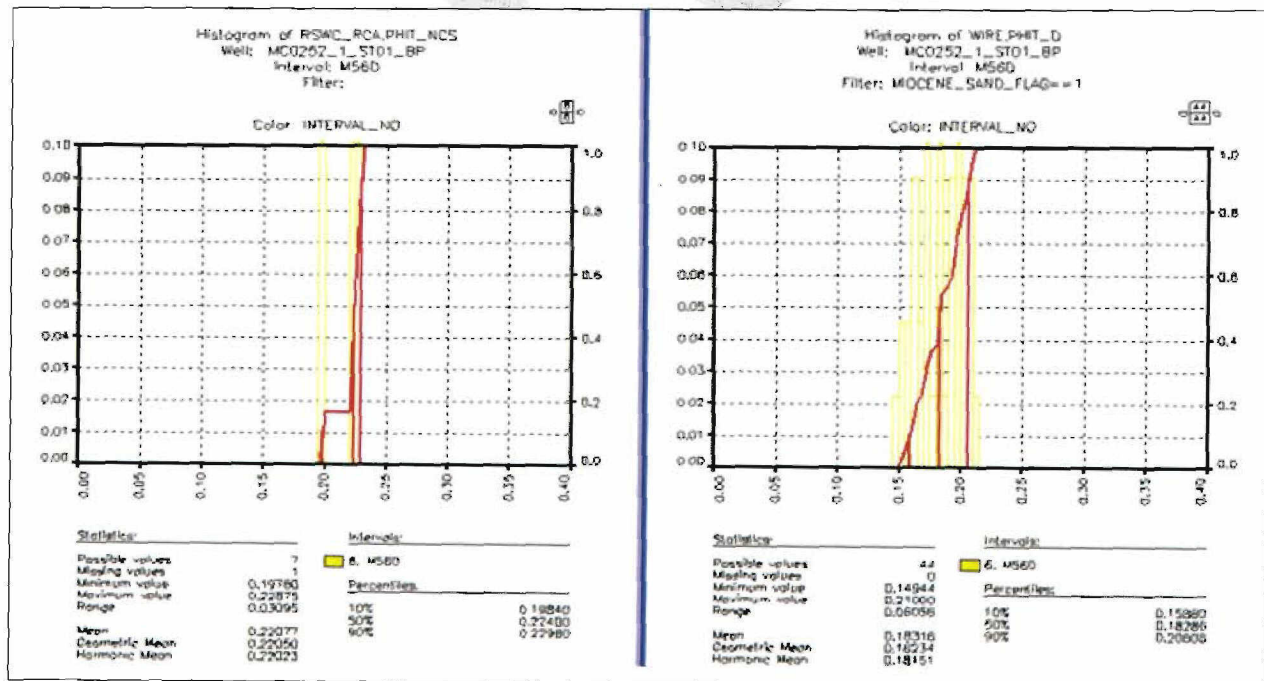 Histogram of RSWC_RCA.PHIT_NCS
Well: MC0252_1_ST01_BP
Interval: M56D
Filter:
6
6
Color: INTERVAL_NO
0.10
0.09
0.08
0.07
0.06
0.05
0.04
0.03
0.02
0.01
0.00
1.0
0.8
0.6
0.4
0.2
0.0
0.00
0.05
0.10
0.15
0.20
0.25
0.30
0.35
0.40
Statistics:
Possible values 7
Missing values 1
Minimum value 0.19780
Maximum value 0.22875
Range 0.03095
Mean 0.22077
Geometric Mean 0.22050
Harmonic Mean 0.22023
Intervals:
6. M56D
Percentiles:
10% 0.19840
50% 0.22400
90% 0.22980
Histogram of WIRE.PHIT_D
Well: MC0252_1_ST01_BP
Interval: M56D
Filter: MIOCENE_SAND_FLAG==1
44
44
Color: INTERVAL_NO
0.10
0.09
0.08
0.07
0.06
0.05
0.04
0.03
0.02
0.01
0.00
1.0
0.8
0.6
0.4
0.2
0.0
0.00
0.05
0.10
0.15
0.20
0.25
0.30
0.35
0.40
Statistics:
Possible values 44
Missing values 0
Minimum value 0.14944
Maximum value 0.21000
Range 0.06056
Mean 0.18316
Geometric Mean 0.18234
Harmonic Mean 0.18151
Intervals:
6. M56D
Percentiles:
10% 0.15880
50% 0.18286
90% 0.20608